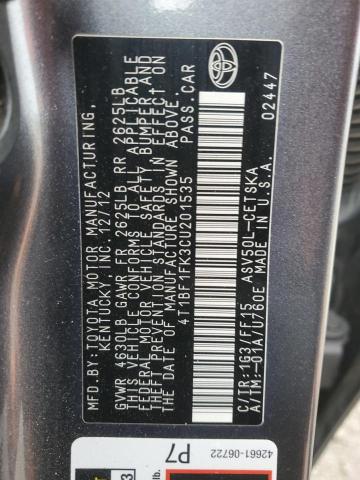 MFD. BY:TOYOTA MOTOR MANUFACTURING,
KENTUCKY, INC. 12/12
GVWR 4630LB GAWR FR 2625LB RR 2625LB
THIS VEHICLE CONFORMS TO ALL APPLICABLE
FEDERAL MOTOR VEHICLE SAFETY, BUMPER AND
THEFT PREVENTION STANDARDS IN EFFECT ON
THE DATE OF MANUFACTURE SHOWN ABOVE.
4T1BF1FK3CU201535
PASS.CAR
C/TR:1G3/FF15 ASV50L-CETSKA
A/TM:-01A/U760E MADE IN U.S.A.
02447
42661-06722
P7
lb.
3